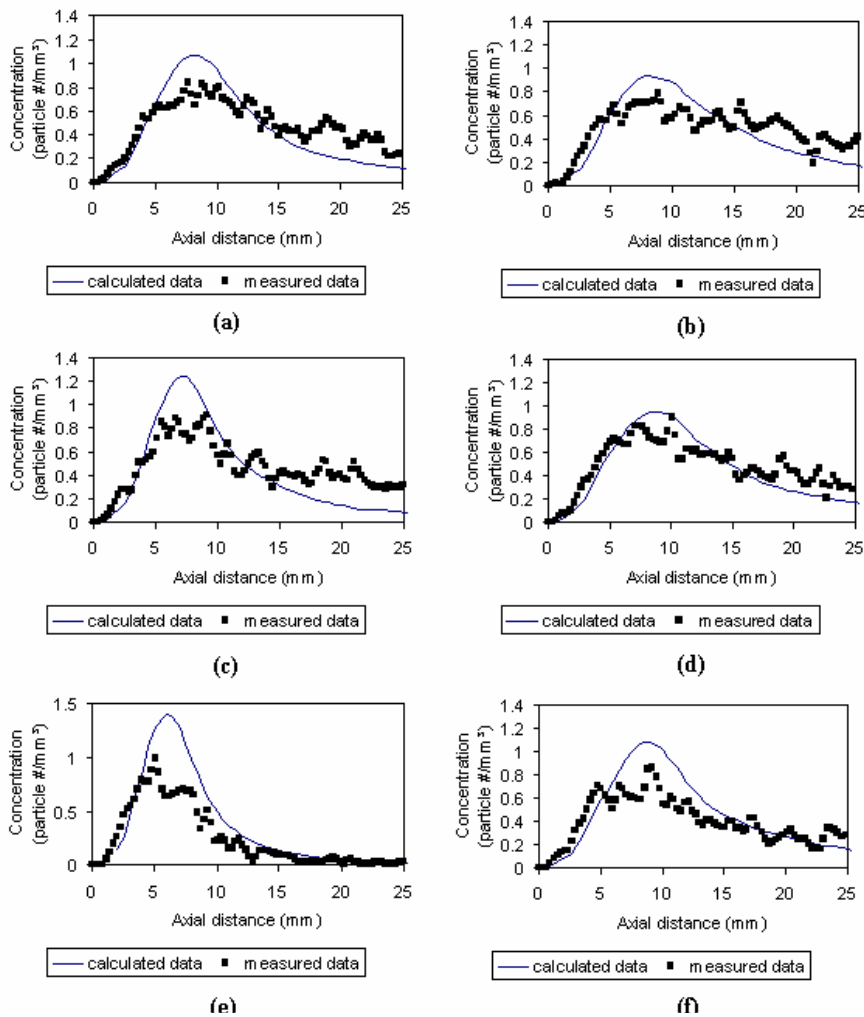 Concentration
(particle #/mm³)
1.4
1.2
1
0.8
0.6
0.4
0.2
0
0 5 10 15 20 25
Axial distance (mm)
calculated data measured data
(a)
Concentration
(particle #/mm³)
1.4
1.2
1
0.8
0.6
0.4
0.2
0
0 5 10 15 20 25
Axial distance (mm)
calculated data measured data
(b)
Concentration
(particle #/mm³)
1.4
1.2
1
0.8
0.6
0.4
0.2
0
0 5 10 15 20 25
Axial distance (mm)
calculated data measured data
(c)
Concentration
(particle #/mm³)
1.4
1.2
1
0.8
0.6
0.4
0.2
0
0 5 10 15 20 25
Axial distance (mm)
calculated data measured data
(d)
Concentration
(particle #/mm³)
1.5
1
0.5
0
0 5 10 15 20 25
Axial distance (mm)
calculated data measured data
(e)
Concentration
(particle #/mm³)
1.4
1.2
1
0.8
0.6
0.4
0.2
0
0 5 10 15 20 25
Axial distance (mm)
calculated data measured data
(f)